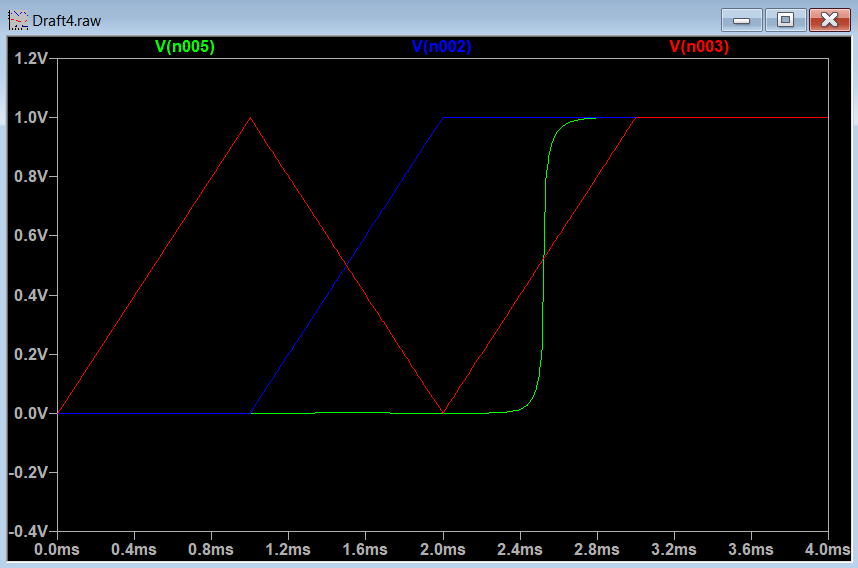 Draft4.raw
V(n005) V(n002) V(n003)
1.2V
1.0V
0.8V
0.6V
0.4V
0.2V
0.0V
-0.2V
-0.4V
0.0ms 0.4ms 0.8ms 1.2ms 1.6ms 2.0ms 2.4ms 2.8ms 3.2ms 3.6ms 4.0ms